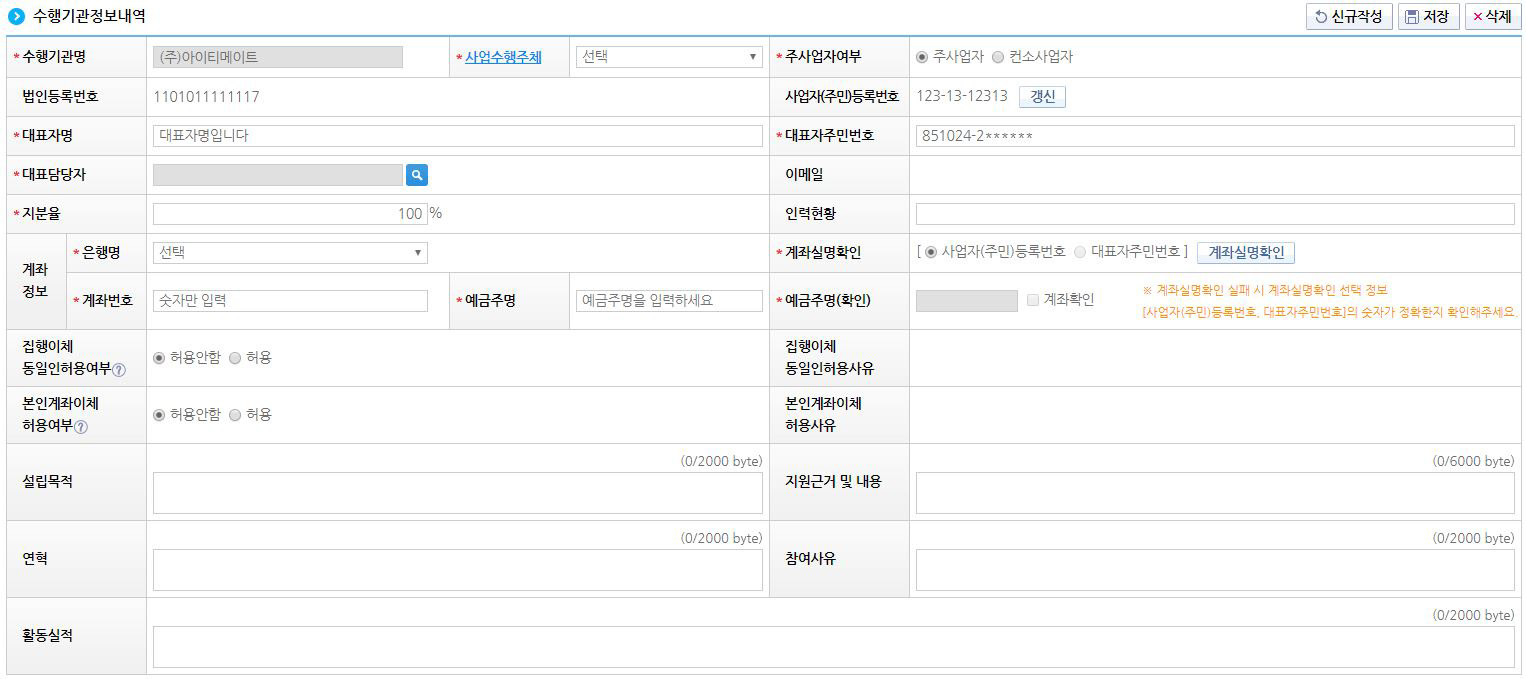 수행기관정보내역
신규작성 저장 삭제
* 수행기관명 (주)아이티메이트 * 사업수행주체 선택 * 주사업자여부 주사업자 컨소사업자
법인등록번호 1101011111117 사업자(주민)등록번호 123-13-12313 갱신
* 대표자명 대표자명입니다 * 대표자주민번호 851024-2******
* 대표담당자 이메일
* 지분율 100 % 인력현황
계좌
정보
* 은행명 선택 * 계좌실명확인 [ 사업자(주민)등록번호 대표자주민번호 ] 계좌실명확인
* 계좌번호 숫자만 입력 * 예금주명 예금주명을 입력하세요 * 예금주명(확인) 계좌확인
※ 계좌실명확인 실패 시 계좌실명확인 선택 정보
[사업자(주민)등록번호, 대표자주민번호]의 숫자가 정확한지 확인해주세요.
집행이체
동일인허용여부? 허용안함 허용
집행이체
동일인허용사유
본인계좌이체
허용여부? 허용안함 허용
본인계좌이체
허용사유
설립목적 (0/2000 byte)
지원근거 및 내용 (0/6000 byte)
연혁 (0/2000 byte)
참여사유 (0/2000 byte)
활동실적 (0/2000 byte)